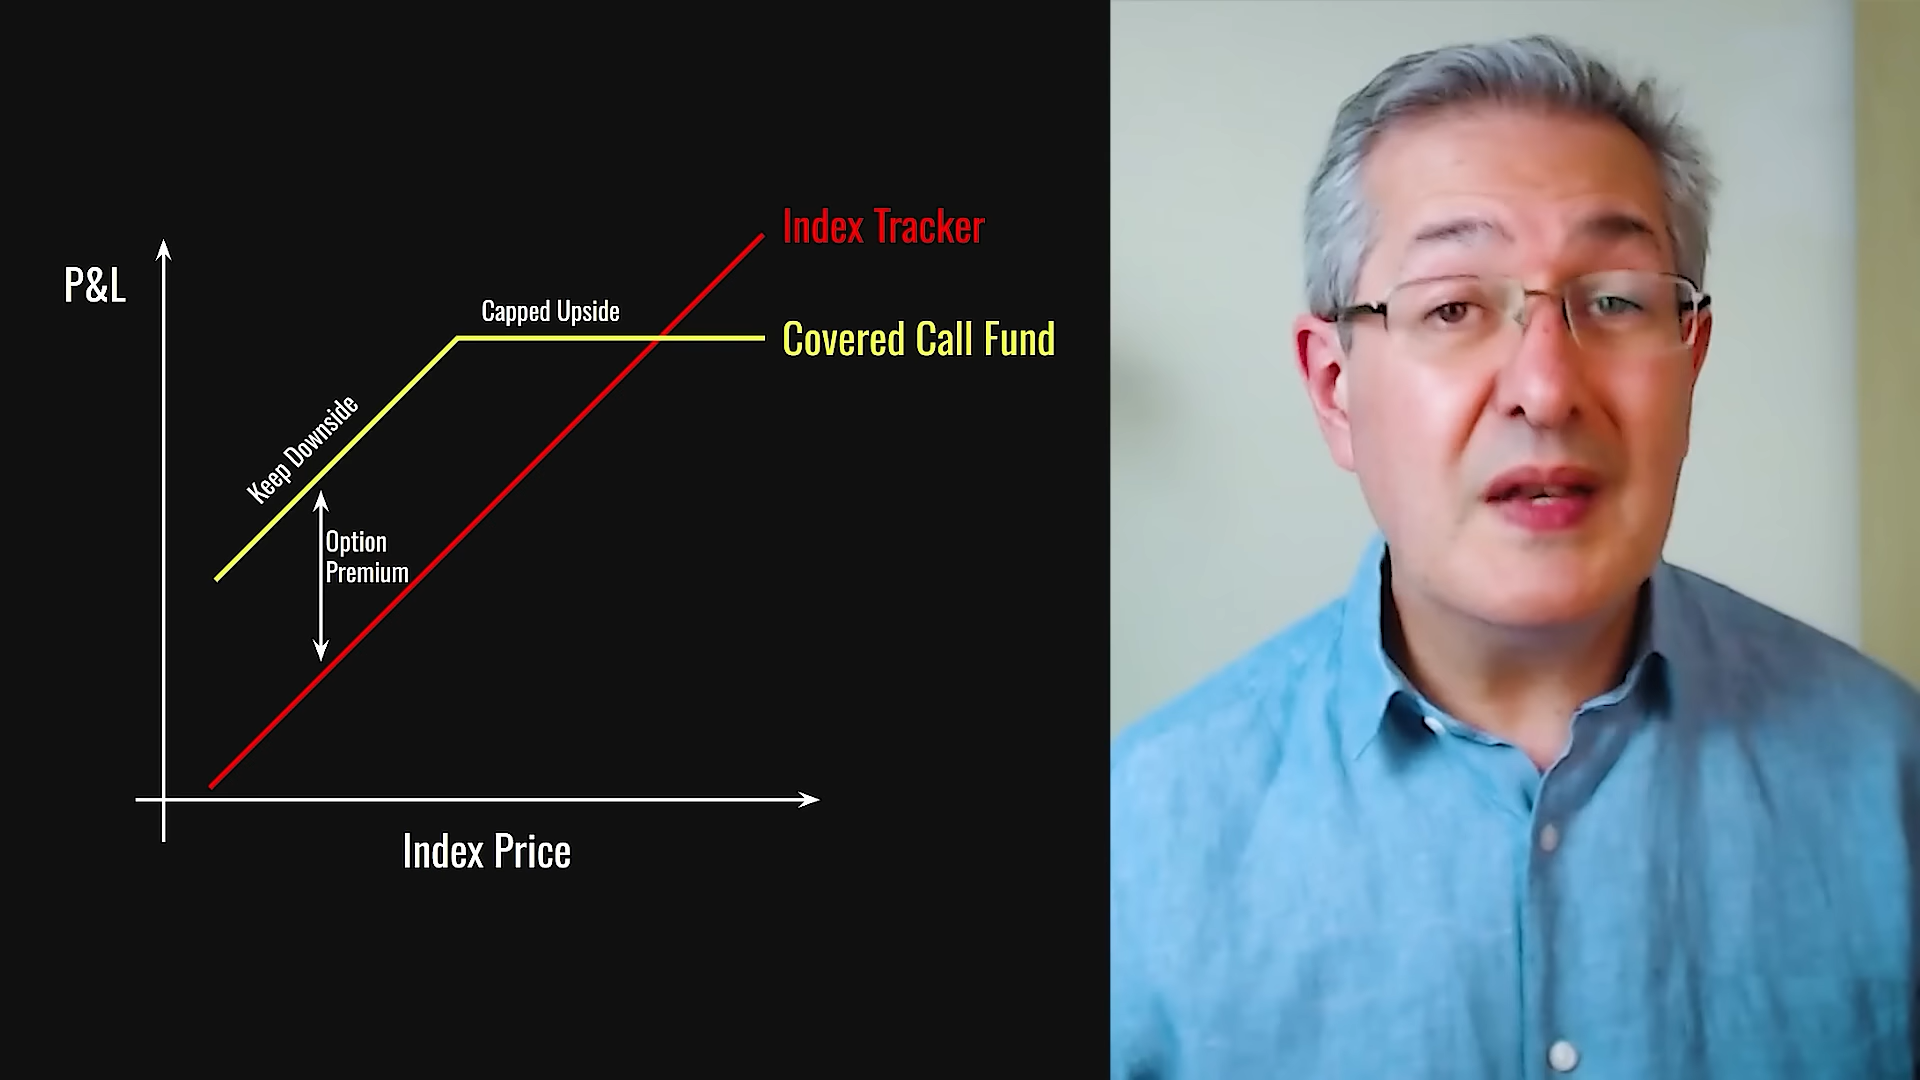 Index Tracker
P&L
Capped Upside
Covered Call Fund
Keep Downside
Option
Premium
Index Price